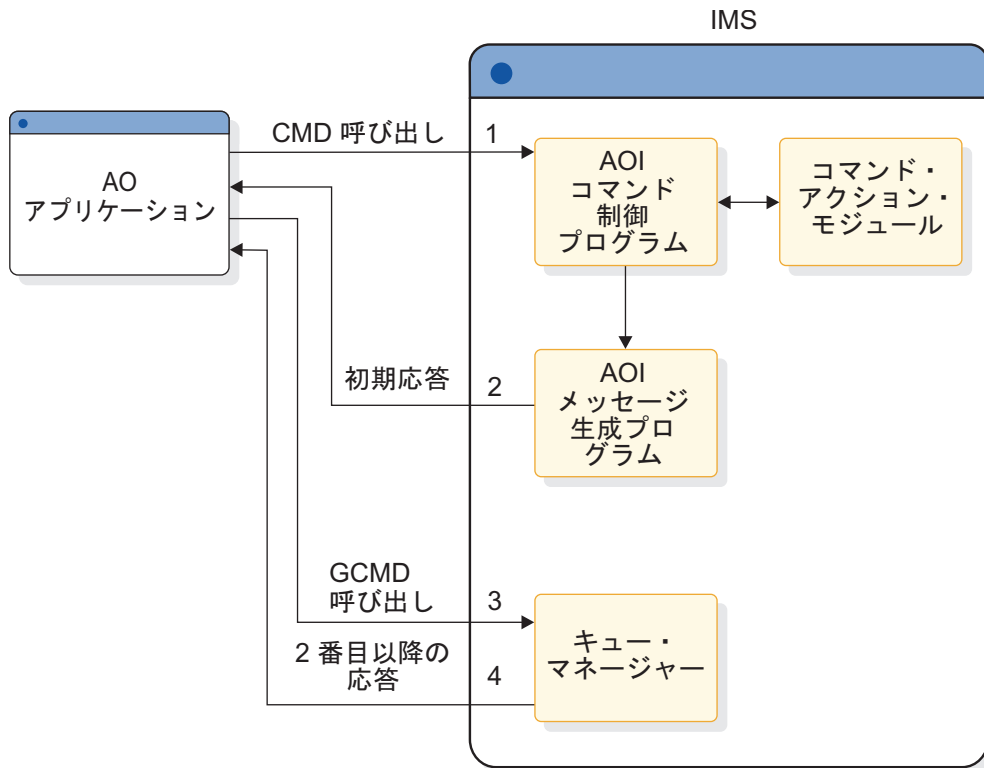 IMS
CMD 呼び出し
1
AO
アプリケーション
AOI
コマンド
制御
プログラム
コマンド・
アクション・
モジュール
初期応答
2
AOI
メッセージ
生成プロ
グラム
GCMD
呼び出し
3
2 番目以降の
応答
4
キュー・
マネージャー